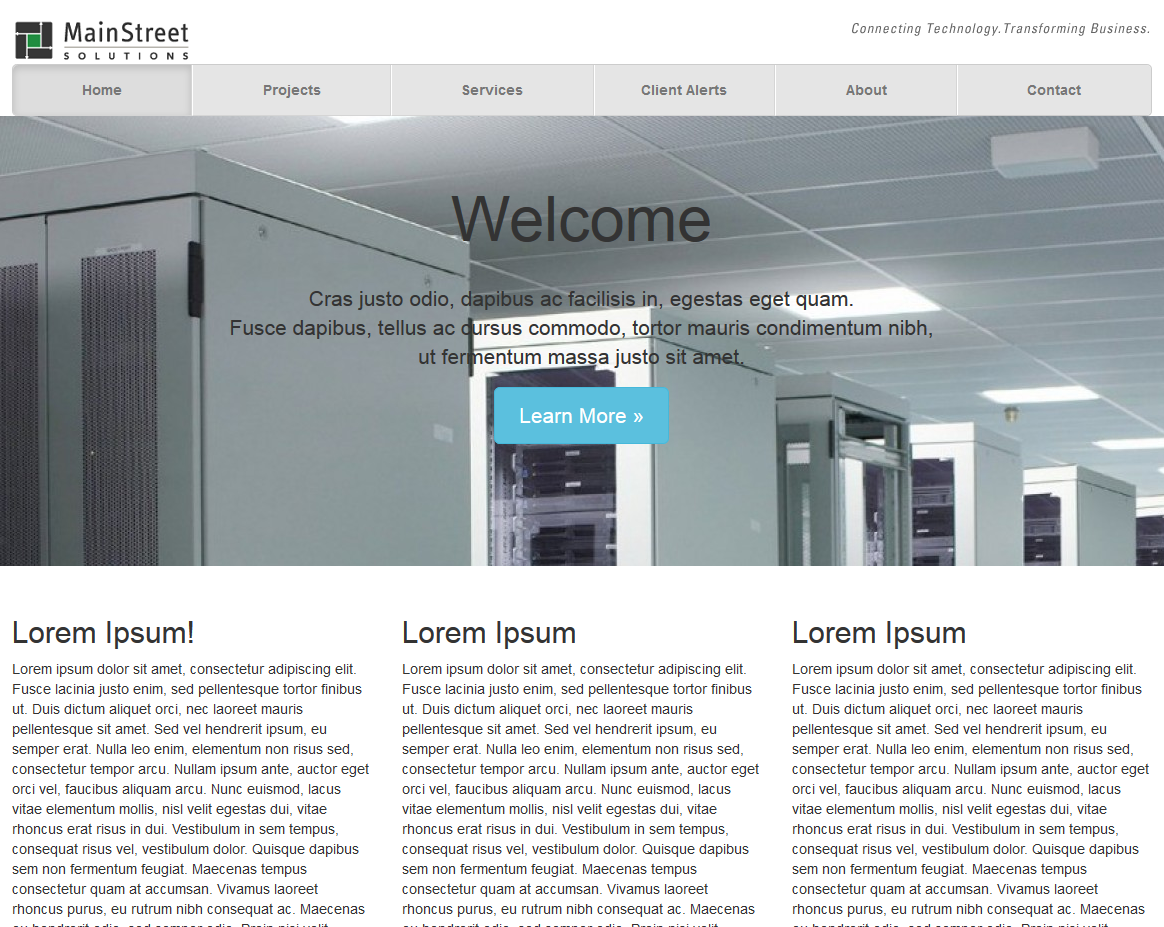 MainStreet
SOLUTIONS
Connecting Technology.Transforming Business.
Home Projects Services Client Alerts About Contact
Welcome
Cras justo odio, dapibus ac facilisis in, egestas eget quam.
Fusce dapibus, tellus ac cursus commodo, tortor mauris condimentum nibh,
ut fermentum massa justo sit amet.
Learn More »
Lorem Ipsum!
Lorem ipsum dolor sit amet, consectetur adipiscing elit.
Fusce lacinia justo enim, sed pellentesque tortor finibus
ut. Duis dictum aliquet orci, nec laoreet mauris
pellentesque sit amet. Sed vel hendrerit ipsum, eu
semper erat. Nulla leo enim, elementum non risus sed,
consectetur tempor arcu. Nullam ipsum ante, auctor eget
orci vel, faucibus aliquam arcu. Nunc euismod, lacus
vitae elementum mollis, nisl velit egestas dui, vitae
rhoncus erat risus in dui. Vestibulum in sem tempus,
consequat risus vel, vestibulum dolor. Quisque dapibus
sem non fermentum feugiat. Maecenas tempus
consectetur quam at accumsan. Vivamus laoreet
rhoncus purus, eu rutrum nibh consequat ac. Maecenas
Lorem Ipsum
Lorem ipsum dolor sit amet, consectetur adipiscing elit.
Fusce lacinia justo enim, sed pellentesque tortor finibus
ut. Duis dictum aliquet orci, nec laoreet mauris
pellentesque sit amet. Sed vel hendrerit ipsum, eu
semper erat. Nulla leo enim, elementum non risus sed,
consectetur tempor arcu. Nullam ipsum ante, auctor eget
orci vel, faucibus aliquam arcu. Nunc euismod, lacus
vitae elementum mollis, nisl velit egestas dui, vitae
rhoncus erat risus in dui. Vestibulum in sem tempus,
consequat risus vel, vestibulum dolor. Quisque dapibus
sem non fermentum feugiat. Maecenas tempus
consectetur quam at accumsan. Vivamus laoreet
rhoncus purus, eu rutrum nibh consequat ac. Maecenas
Lorem Ipsum
Lorem ipsum dolor sit amet, consectetur adipiscing elit.
Fusce lacinia justo enim, sed pellentesque tortor finibus
ut. Duis dictum aliquet orci, nec laoreet mauris
pellentesque sit amet. Sed vel hendrerit ipsum, eu
semper erat. Nulla leo enim, elementum non risus sed,
consectetur tempor arcu. Nullam ipsum ante, auctor eget
orci vel, faucibus aliquam arcu. Nunc euismod, lacus
vitae elementum mollis, nisl velit egestas dui, vitae
rhoncus erat risus in dui. Vestibulum in sem tempus,
consequat risus vel, vestibulum dolor. Quisque dapibus
sem non fermentum feugiat. Maecenas tempus
consectetur quam at accumsan. Vivamus laoreet
rhoncus purus, eu rutrum nibh consequat ac. Maecenas